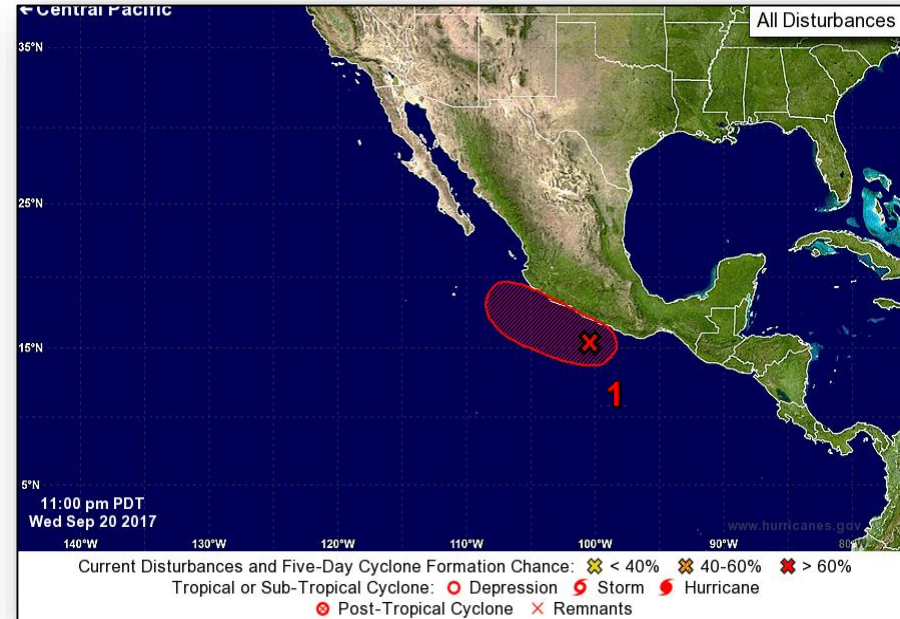 ← Central Pacific
All Disturbances
35°N
25°N
1
15°N
5°N
11:00 pm PDT
Wed Sep 20 2017
www.hurricanes.gov
140°W 130°W 120°W 110°W 100°W 90°W 80°
Current Disturbances and Five-Day Cyclone Formation Chance: < 40% 40-60% > 60%
Tropical or Sub-Tropical Cyclone: Depression Storm Hurricane
Post-Tropical Cyclone Remnants